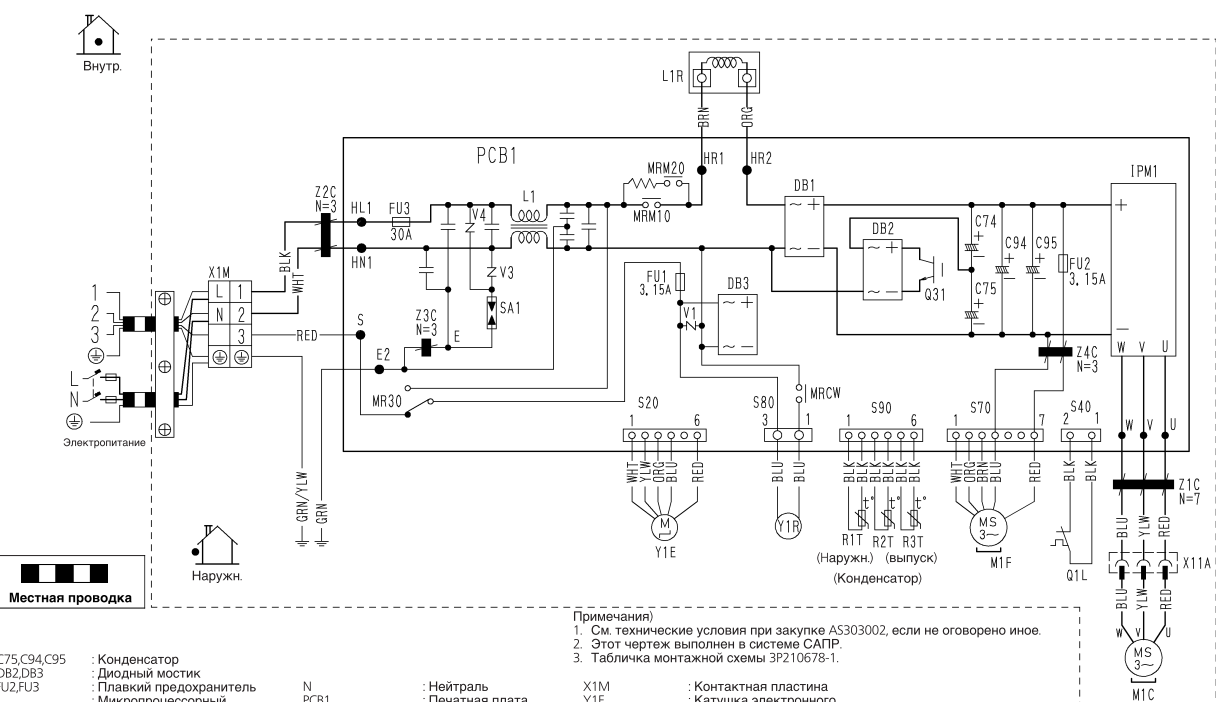 Внутр.
L1R
BRN
ORG
PCB1
HR1
HR2
MRM20
MRM10
IPM1
DB1
DB2
Z2C
N=3
HL1
FU3
30A
HN1
V4
L1
V3
SA1
C74
C94
C95
C75
FU2
3.15A
Q31
+
−
X1M
BLK
WHT
L 1
N 2
3
RED
1
2
3
L
N
Электропитание
S
Z3C
N=3
E
E2
MR30
FU1
3.15A
V1
DB3
MRCW
Z4C
N=3
W V U
W V U
S20
1 6
S80
3 1
S90
1 6
S70
1 7
S40
2 1
WHT YLW ORG BLU RED
BLU BLU
BLK BLK BLK BLK BLK BLK
WHT ORG BRN BLU RED
BLK BLK
GRN/YLW
GRN
M
Y1E
Y1R
t° t° t°
R1T R2T R3T
(Наружн.) (выпуск)
(Конденсатор)
MS
3~
M1F
Q1L
Z1C
N=7
BLU YLW RED
X11A
BLU YLW RED
W V U
MS
3~
M1C
Наружн.
Местная проводка
Примечания)
1. См. технические условия при закупке AS303002, если не оговорено иное.
2. Этот чертеж выполнен в системе САПР.
3. Табличка монтажной схемы 3P210678-1.
C75,C94,C95 : Конденсатор
DB2,DB3 : Диодный мостик
FU2,FU3 : Плавкий предохранитель N : Нейтраль X1M : Контактная пластина
: Микропроцессорный PCB1 : Печатная плата Y1E : Катушка электронного